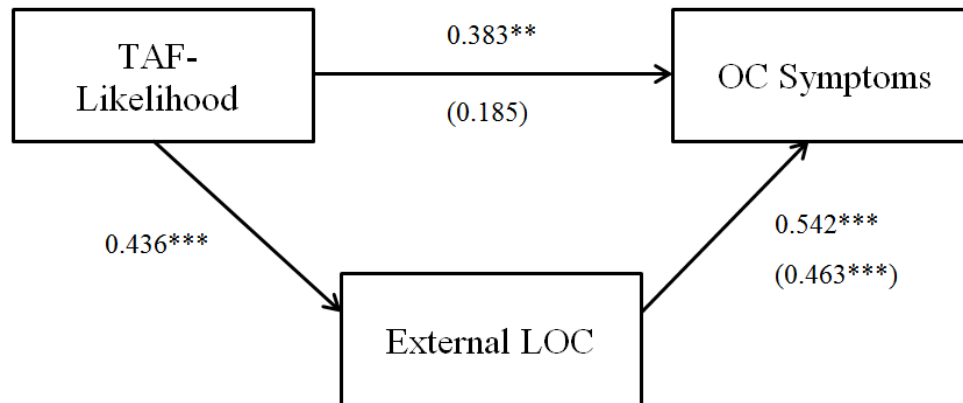 TAF-
Likelihood
0.383**
(0.185)
OC Symptoms
0.436***
0.542***
(0.463***)
External LOC